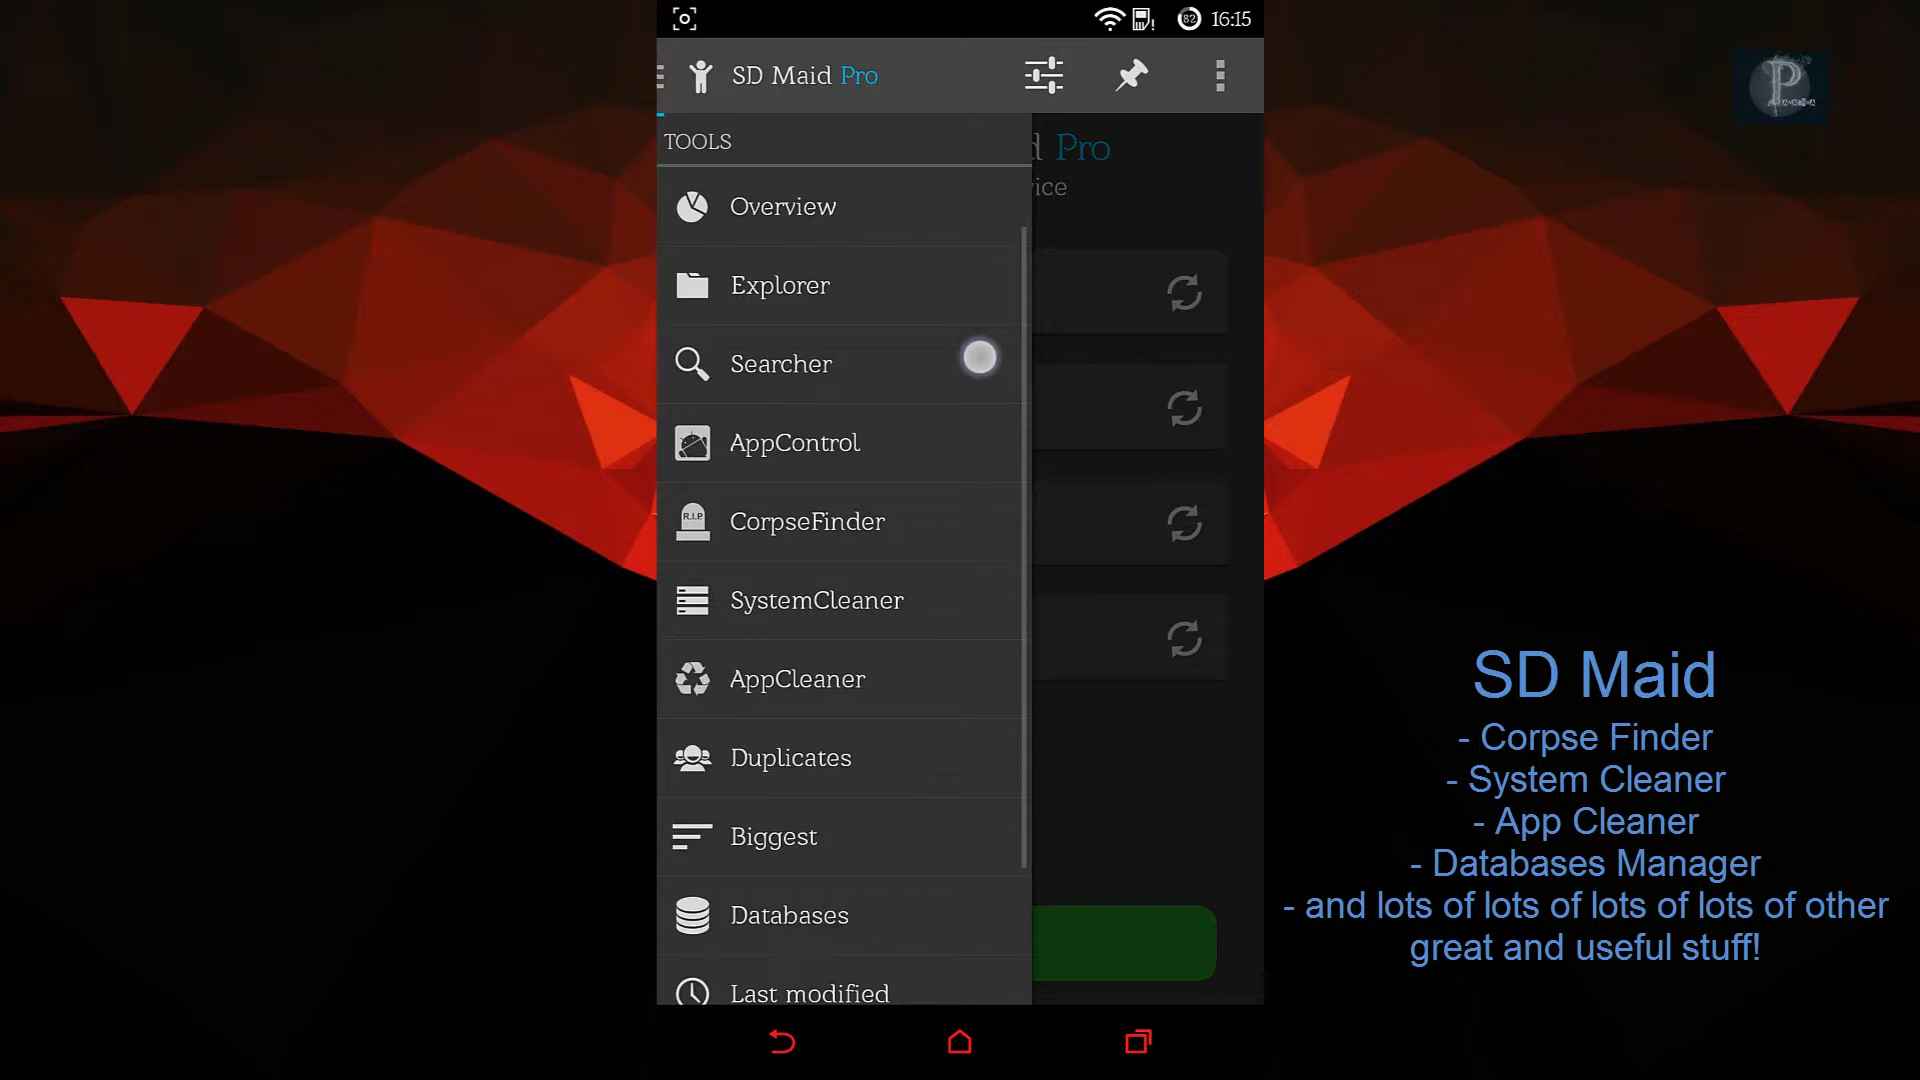 82 16:15
SD Maid Pro
TOOLS
d Pro
vice
Overview
Explorer
Searcher
AppControl
R.I.P
CorpseFinder
SystemCleaner
AppCleaner
Duplicates
Biggest
Databases
Last modified
SD Maid
- Corpse Finder
- System Cleaner
- App Cleaner
- Databases Manager
- and lots of lots of lots of lots of other
great and useful stuff!